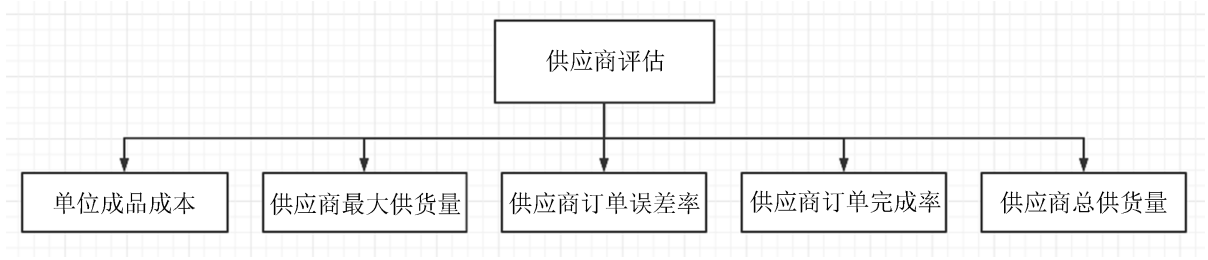 供应商评估
单位成品成本
供应商最大供货量
供应商订单误差率
供应商订单完成率
供应商总供货量